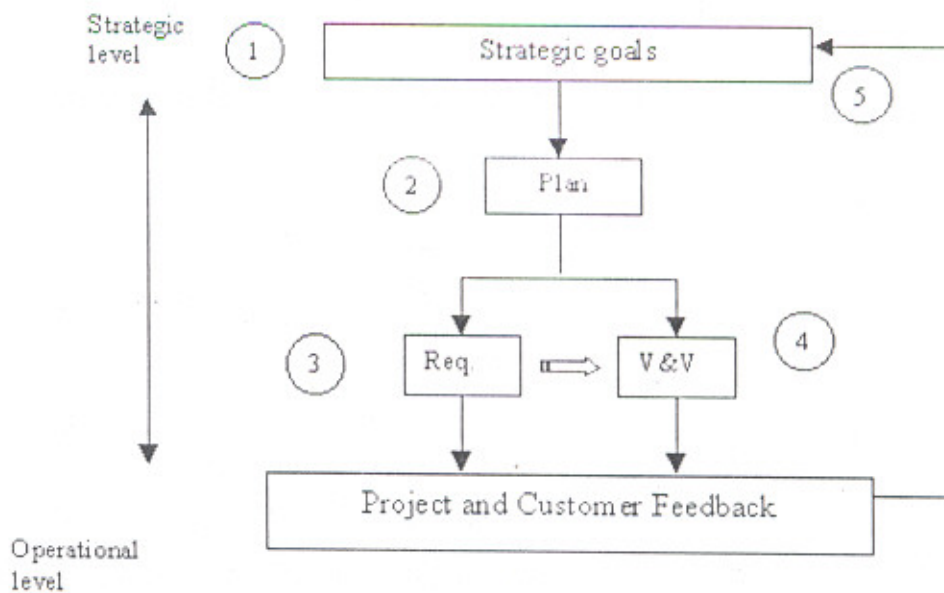 Strategic
level
1
Strategic goals
5
2
Plan
3
Req.
V&V
4
Project and Customer Feedback
Operational
level